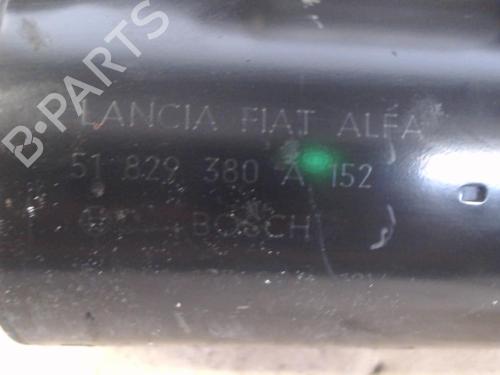 B-PARTS
LANCIA FIAT ALFA
51 829 380 A 152
BOSCH